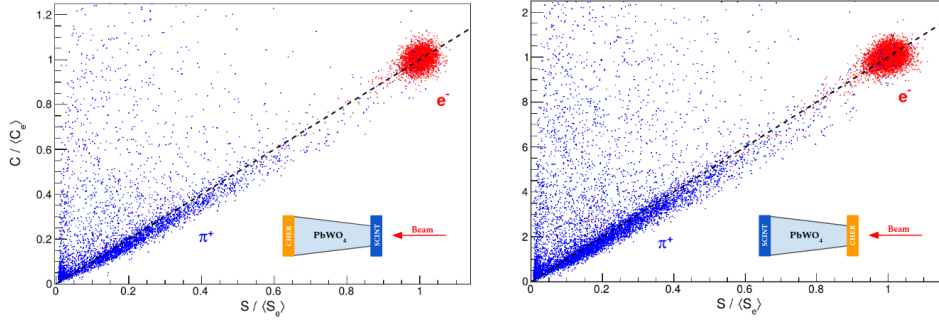 1.2
1
0.8
0.6
0.4
0.2
0
C / ⟨C_e⟩
e⁻
π⁺
CHER
PbWO₄
SCINT
Beam
0 0.2 0.4 0.6 0.8 1
S / ⟨S_e⟩
2
10
8
6
4
2
0
e⁻
π⁺
SCINT
PbWO₄
CHER
Beam
0 0.2 0.4 0.6 0.8 1
S / ⟨S_e⟩